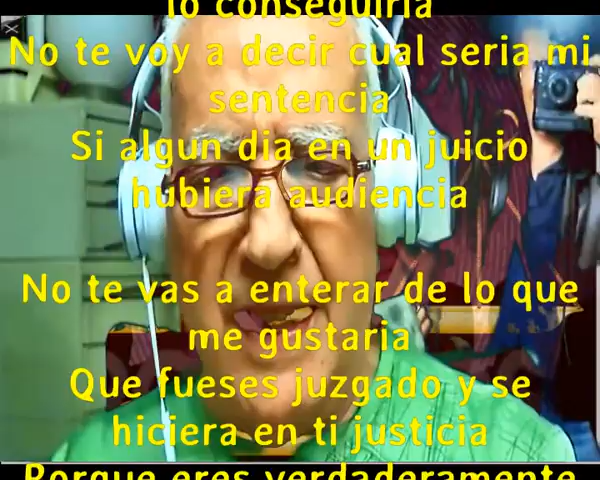 lo conseguiria
No te voy a decir cual seria mi
sentencia
Si algun dia en un juicio
hubiera audiencia
No te vas a enterar de lo que
me gustaria
Que fueses juzgado y se
hiciera en ti justicia
Porque eres verdaderamente